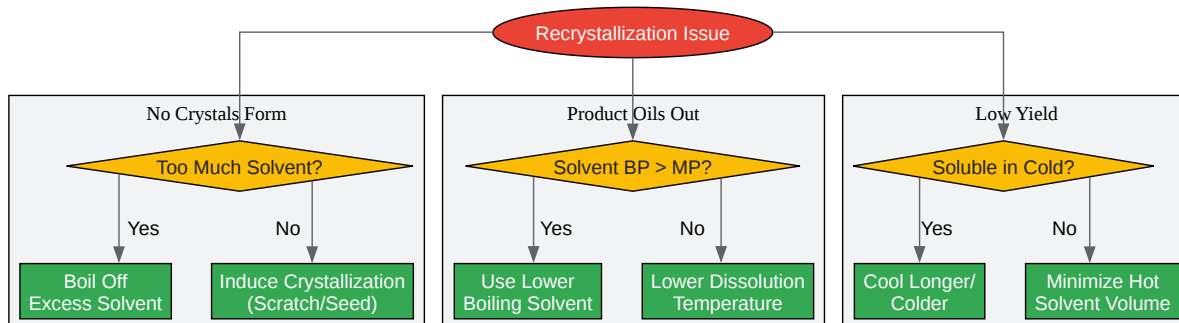 Recrystallization Issue
No Crystals Form
Product Oils Out
Low Yield
Too Much Solvent?
Solvent BP > MP?
Soluble in Cold?
Yes
No
Yes
No
Yes
No
Boil Off
Excess Solvent
Induce Crystallization
(Scratch/Seed)
Use Lower
Boiling Solvent
Lower Dissolution
Temperature
Cool Longer/
Colder
Minimize Hot
Solvent Volume